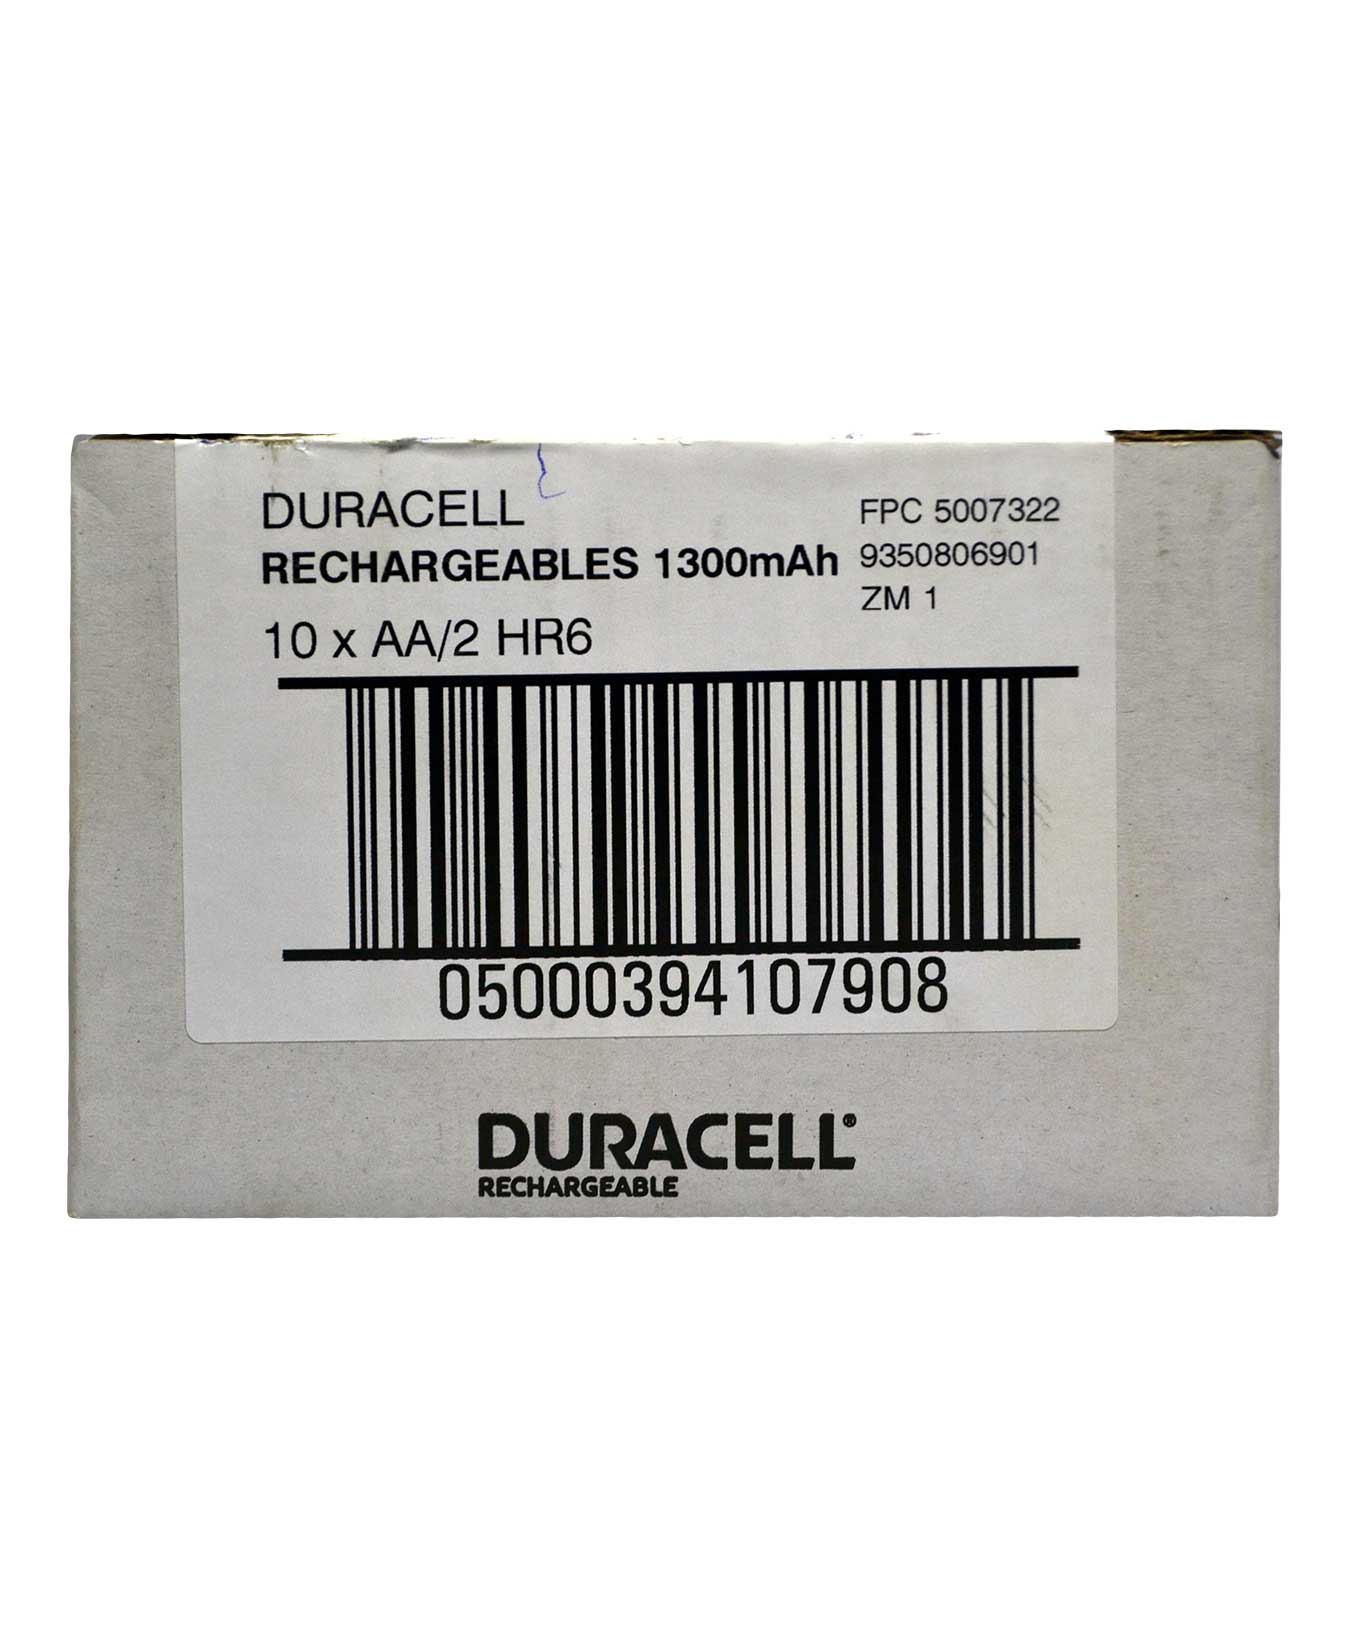 DURACELL
RECHARGEABLES 1300mAh
10 x AA/2 HR6
FPC 5007322
9350806901
ZM 1
05000394107908
DURACELL®
RECHARGEABLE